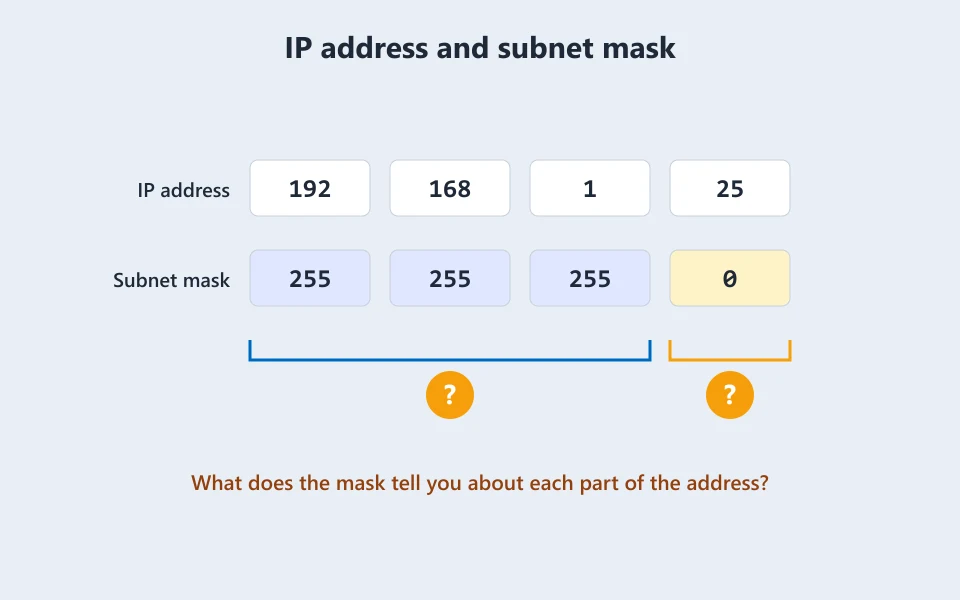 IP address and subnet mask
IP address 192 168 1 25
Subnet mask 255 255 255 0
? ?
What does the mask tell you about each part of the address?